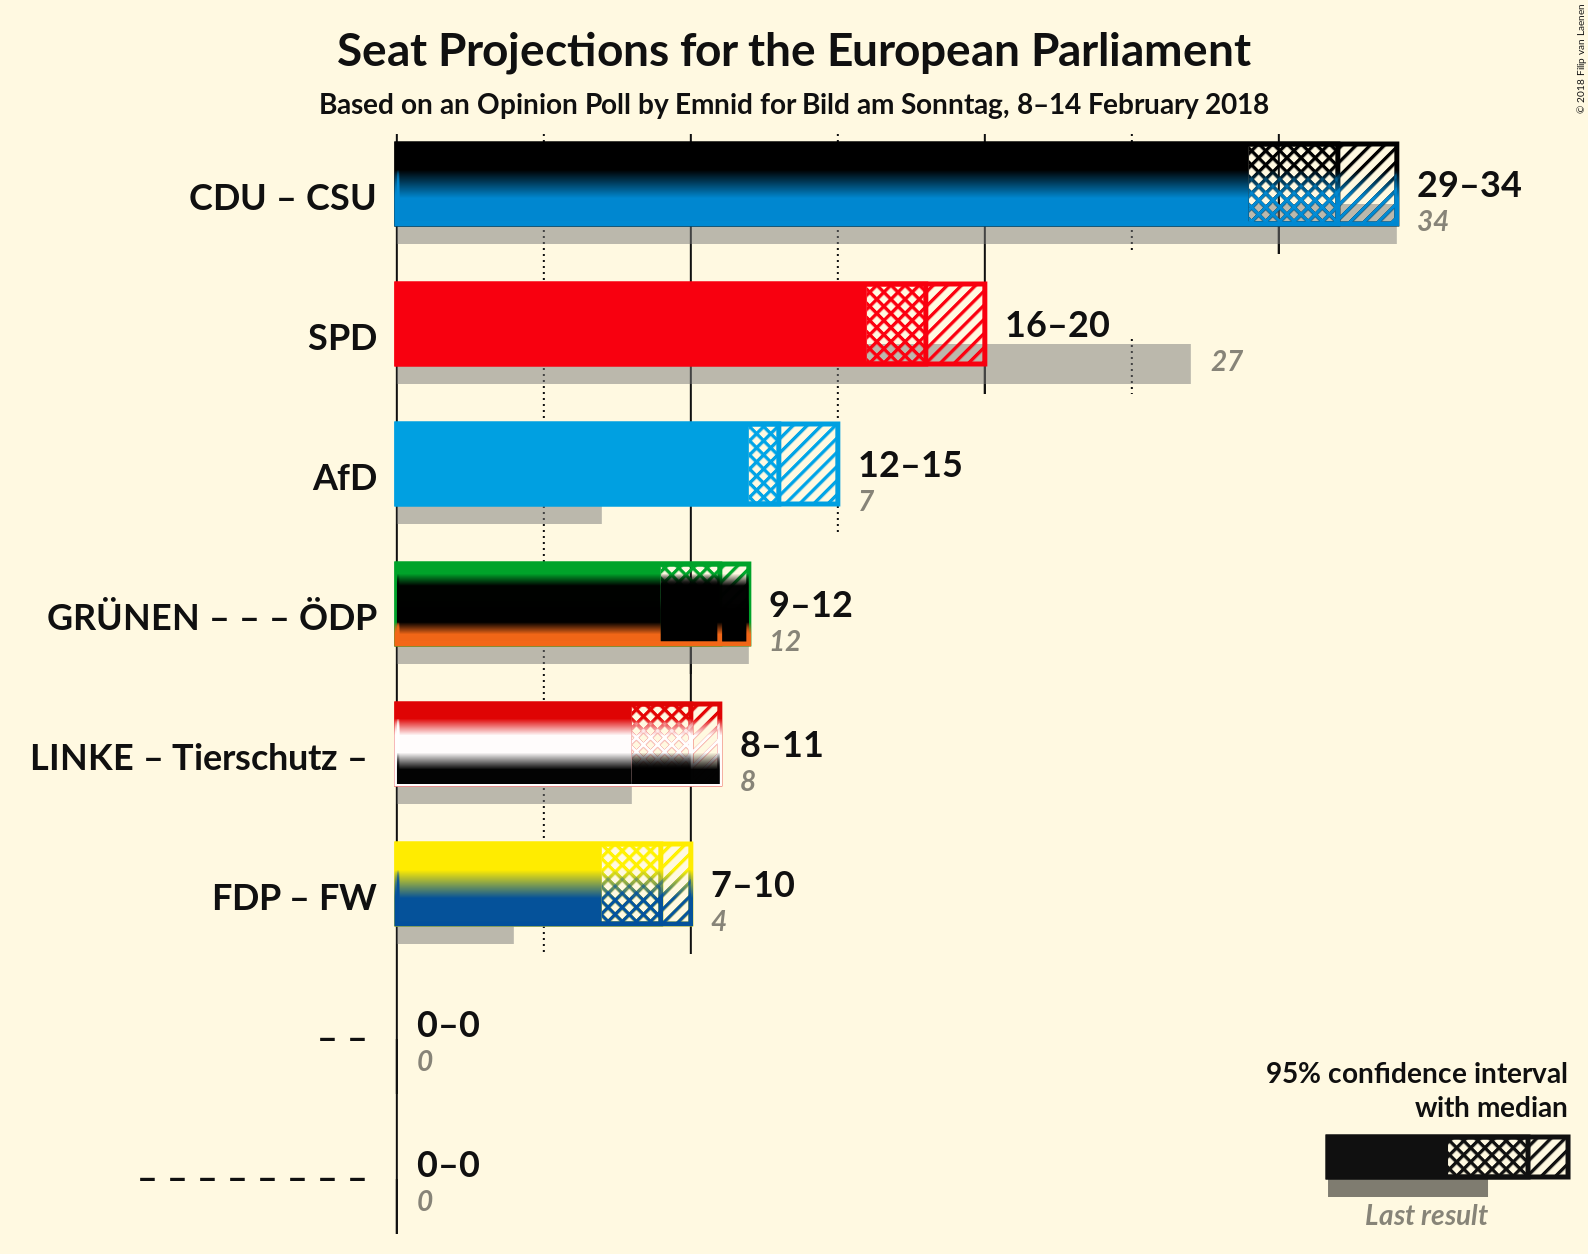 Seat Projections for the European Parliament
Based on an Opinion Poll by Emnid for Bild am Sonntag, 8–14 February 2018
© 2018 Filip van Laenen
CDU – CSU
29–34
34
SPD
16–20
27
AfD
12–15
7
GRÜNEN – – – ÖDP
9–12
12
LINKE – Tierschutz –
8–11
8
FDP – FW
7–10
4
– –
0–0
0
– – – – – – – –
0–0
0
95% confidence interval
with median
Last result